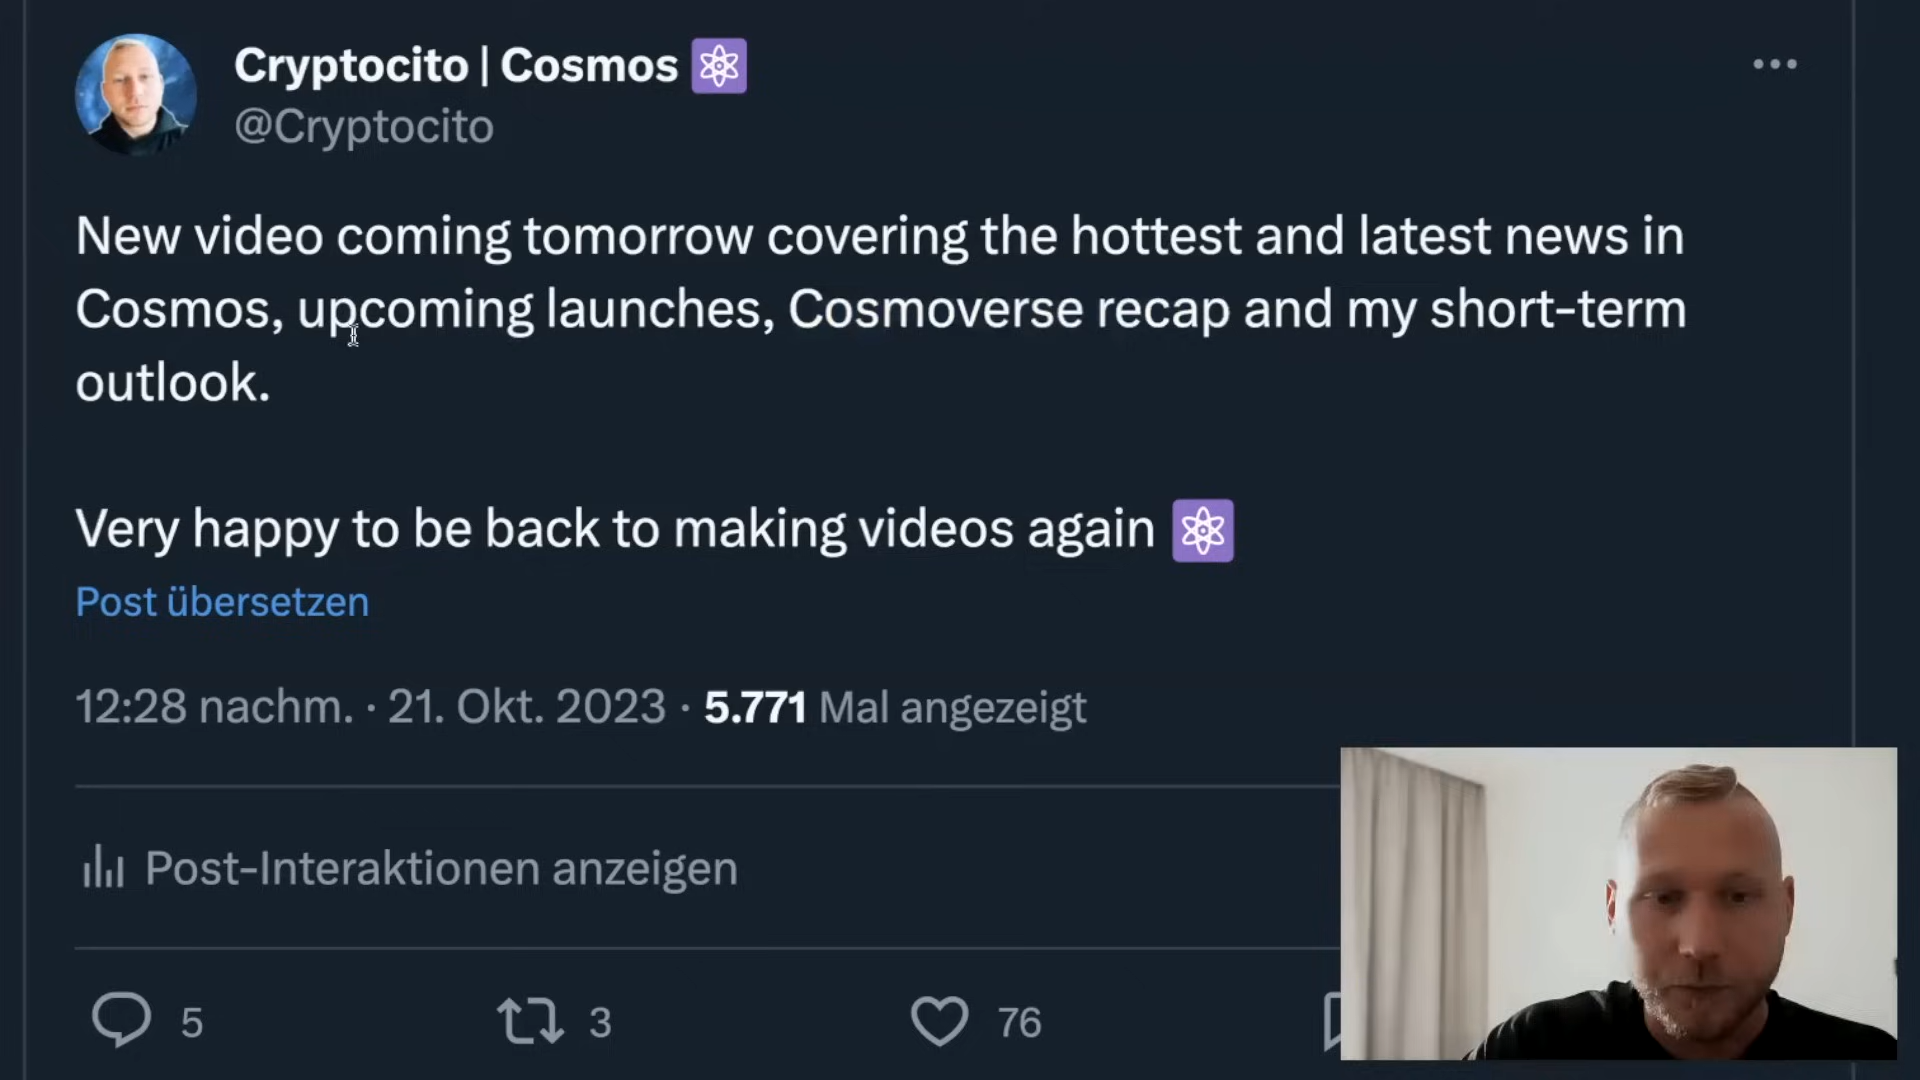 Cryptocito | Cosmos ⚛️
@Cryptocito
New video coming tomorrow covering the hottest and latest news in
Cosmos, upcoming launches, Cosmoverse recap and my short-term
outlook.
Very happy to be back to making videos again ⚛️
Post übersetzen
12:28 nachm. · 21. Okt. 2023 · 5.771 Mal angezeigt
Post-Interaktionen anzeigen
5 3 76